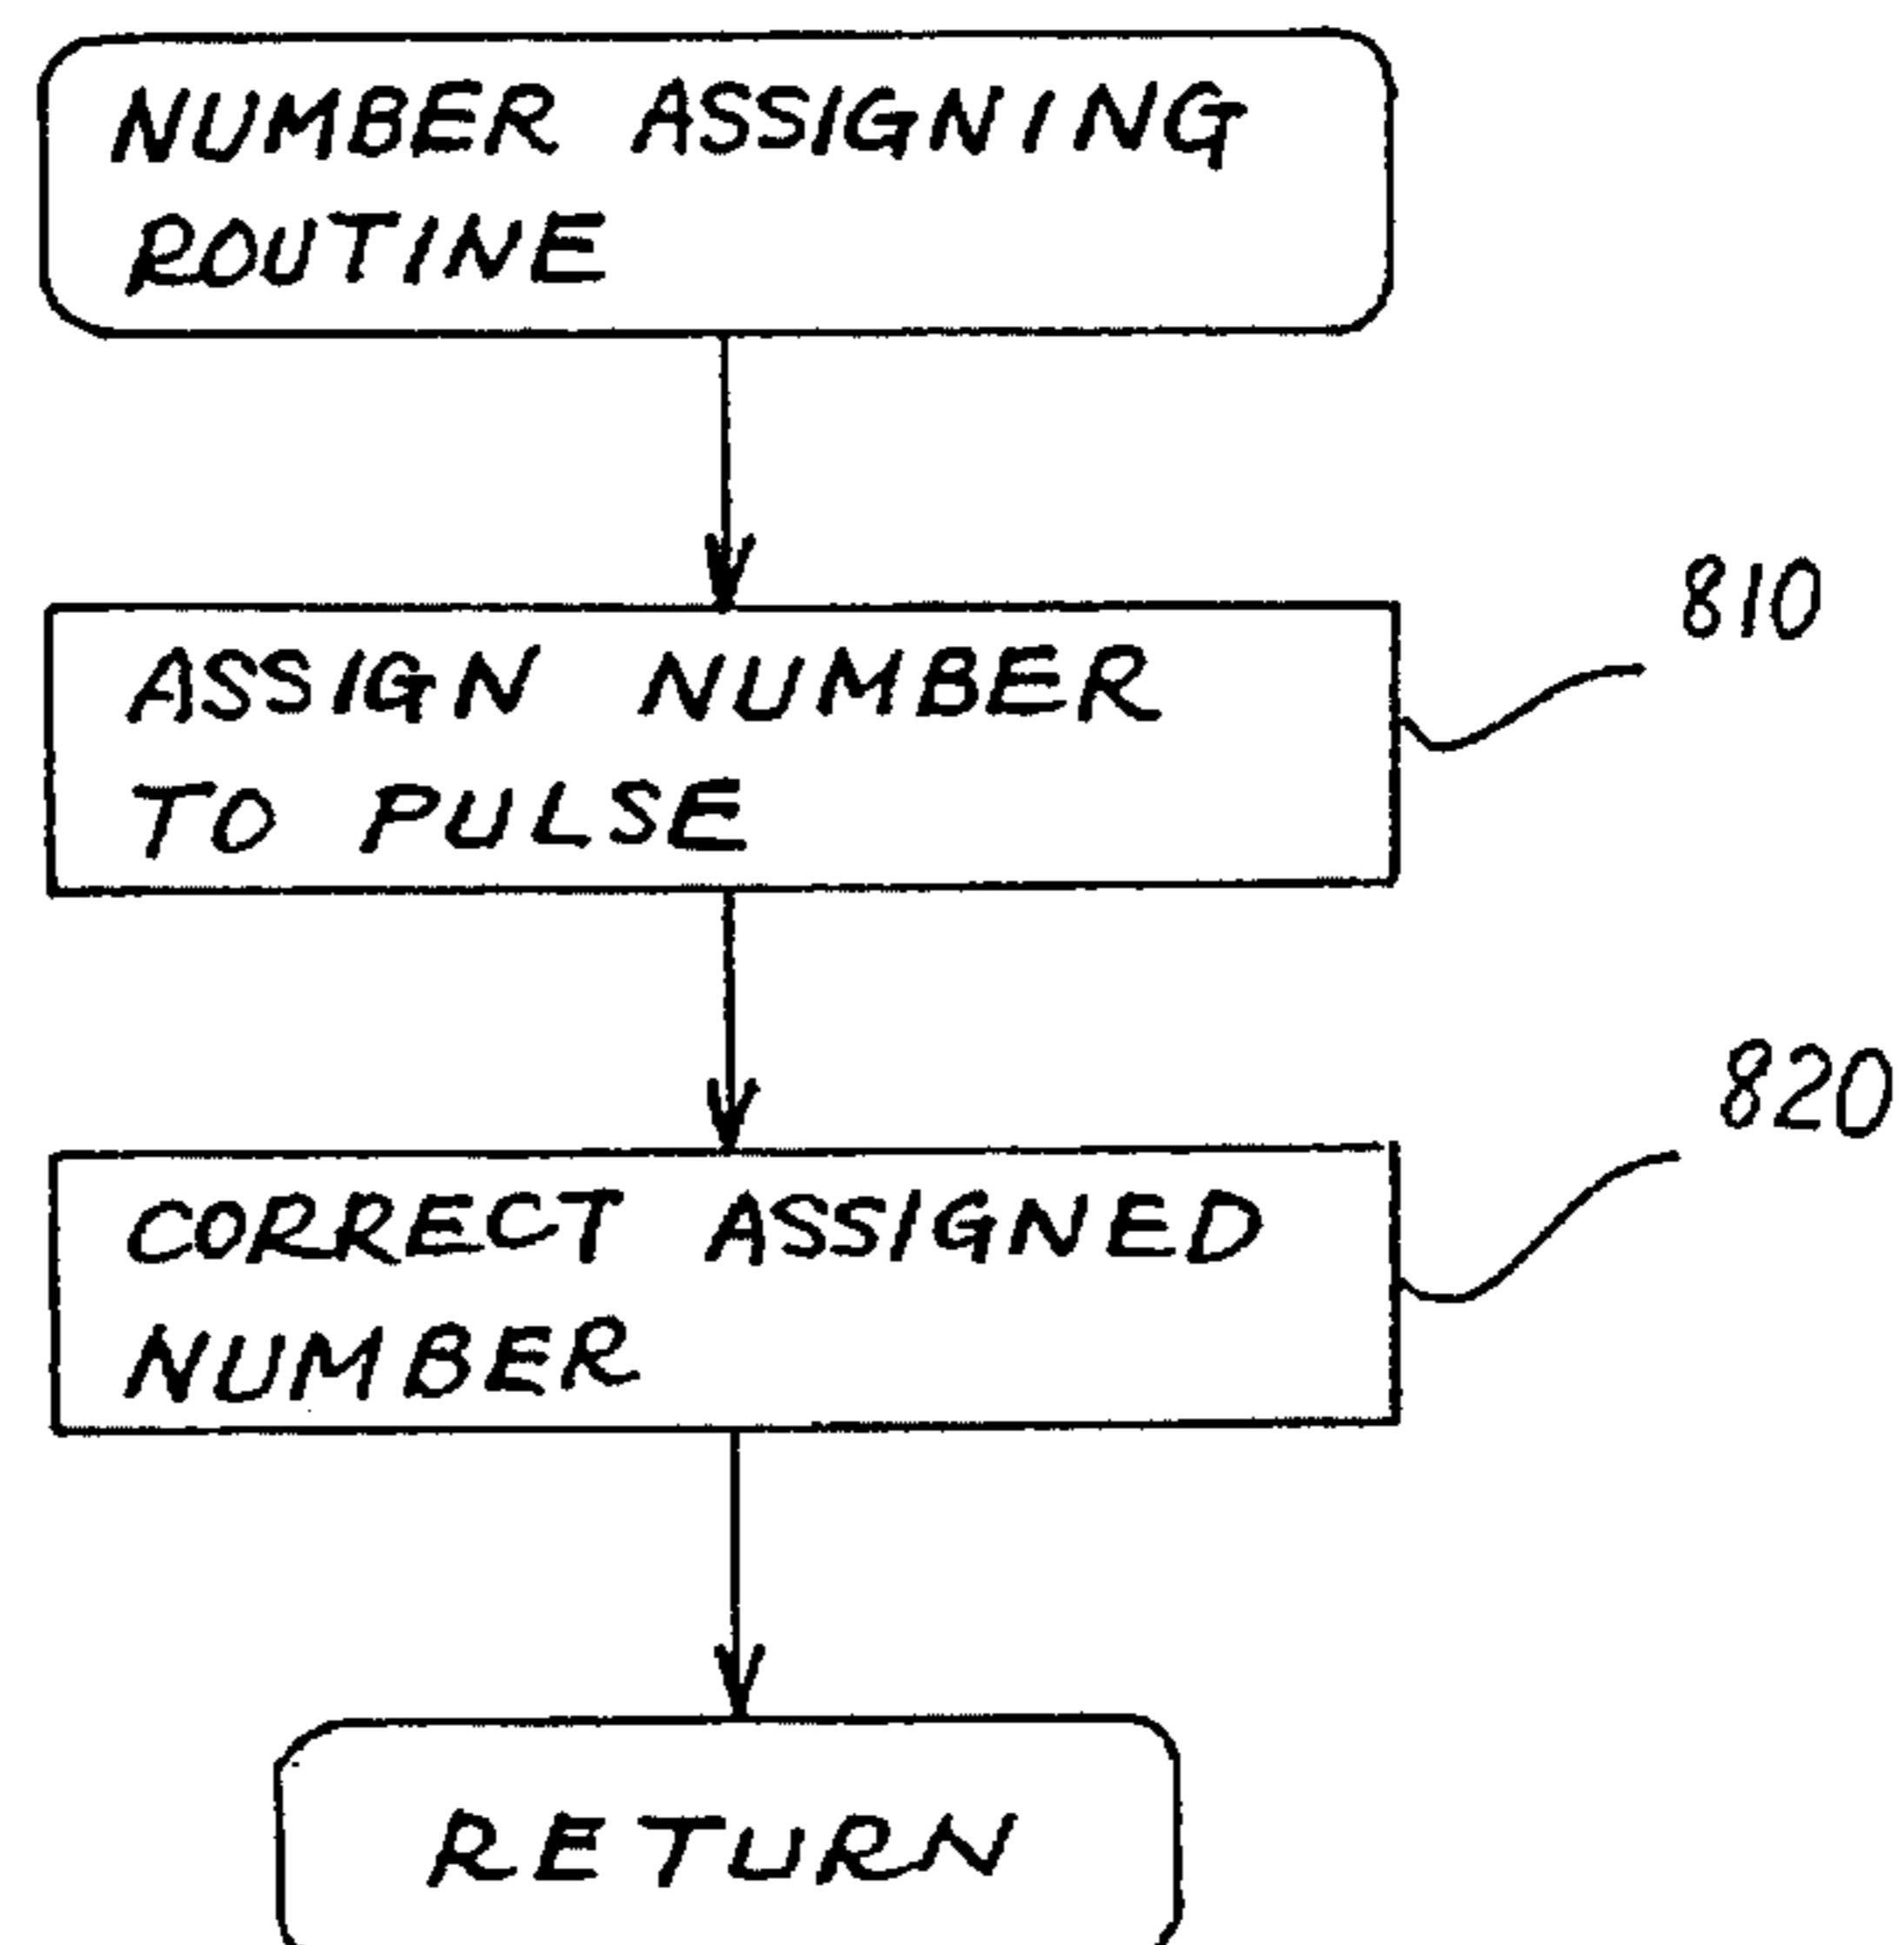 NUMBER ASSIGNING
ROUTINE
810
ASSIGN NUMBER
TO PULSE
820
CORRECT ASSIGNED
NUMBER
RETURN